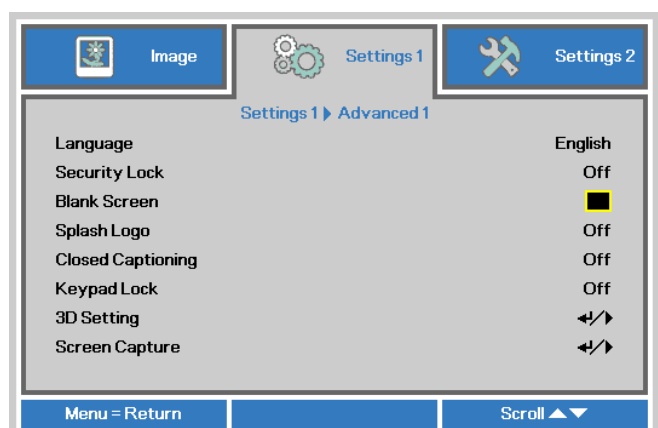 Image
Settings 1
Settings 2
Settings 1 ▶ Advanced 1
Language English
Security Lock Off
Blank Screen
Splash Logo Off
Closed Captioning Off
Keypad Lock Off
3D Setting ↵/▶
Screen Capture ↵/▶
Menu = Return Scroll ▲▼